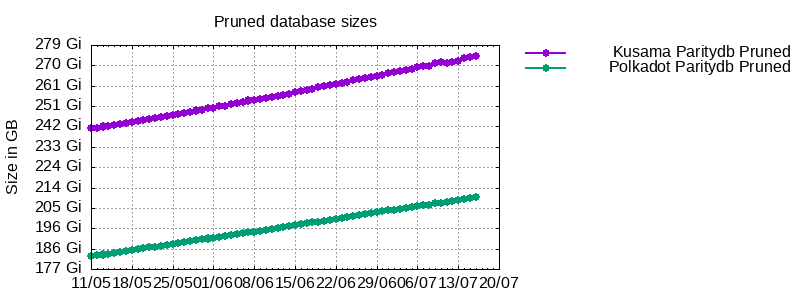 Pruned database sizes
279 Gi
270 Gi
261 Gi
251 Gi
242 Gi
233 Gi
224 Gi
214 Gi
205 Gi
196 Gi
186 Gi
177 Gi
Size in GB
11/05 18/05 25/05 01/06 08/06 15/06 22/06 29/06 06/07 13/07 20/07
Kusama Paritydb Pruned
Polkadot Paritydb Pruned